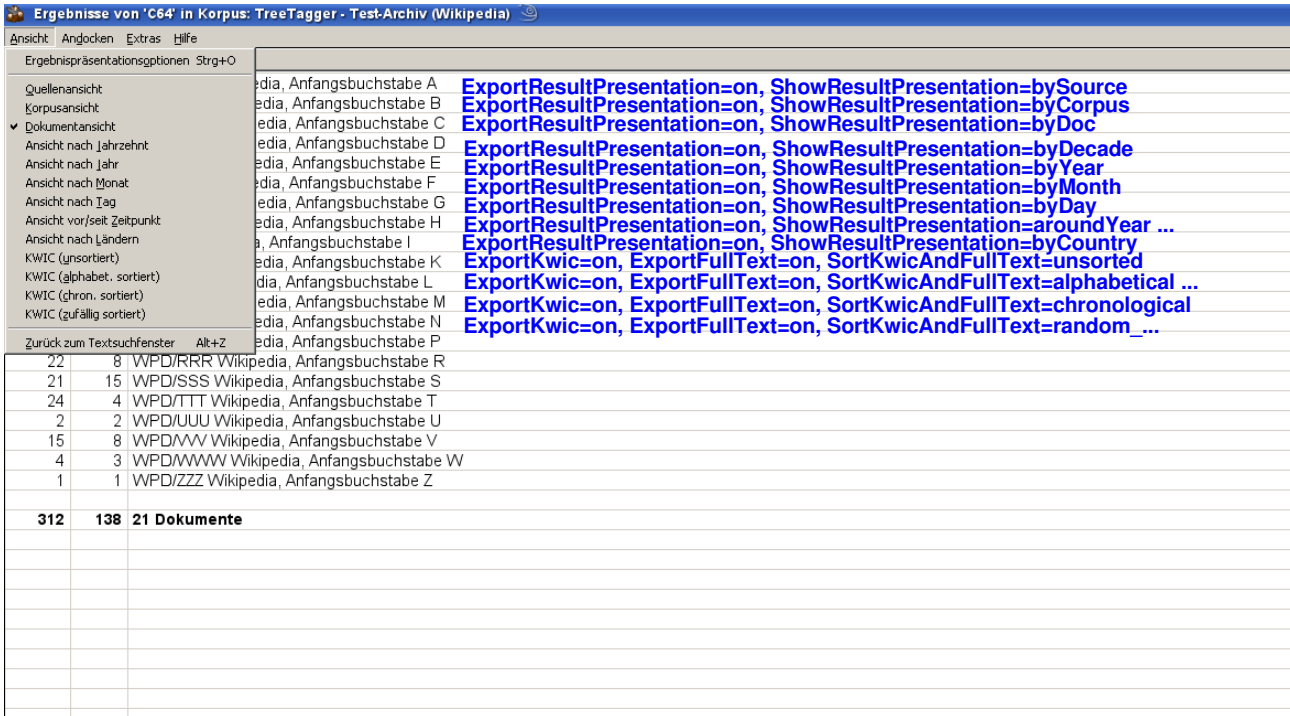 Ergebnisse von 'C64' in Korpus: TreeTagger - Test-Archiv (Wikipedia)
Ansicht Andocken Extras Hilfe
Ergebnispräsentationsoptionen Strg+O
Quellenansicht
Korpusansicht
Dokumentansicht
Ansicht nach Jahrzehnt
Ansicht nach Jahr
Ansicht nach Monat
Ansicht nach Tag
Ansicht vor/seit Zeitpunkt
Ansicht nach Ländern
KWIC (unsortiert)
KWIC (alphabet. sortiert)
KWIC (chron. sortiert)
KWIC (zufällig sortiert)
Zurück zum Textsuchfenster Alt+Z
edia, Anfangsbuchstabe A ExportResultPresentation=on, ShowResultPresentation=bySource
edia, Anfangsbuchstabe B ExportResultPresentation=on, ShowResultPresentation=byCorpus
edia, Anfangsbuchstabe C ExportResultPresentation=on, ShowResultPresentation=byDoc
edia, Anfangsbuchstabe D ExportResultPresentation=on, ShowResultPresentation=byDecade
edia, Anfangsbuchstabe E ExportResultPresentation=on, ShowResultPresentation=byYear
edia, Anfangsbuchstabe F ExportResultPresentation=on, ShowResultPresentation=byMonth
edia, Anfangsbuchstabe G ExportResultPresentation=on, ShowResultPresentation=byDay
edia, Anfangsbuchstabe H ExportResultPresentation=on, ShowResultPresentation=aroundYear ...
a, Anfangsbuchstabe I ExportResultPresentation=on, ShowResultPresentation=byCountry
edia, Anfangsbuchstabe K ExportKwic=on, ExportFullText=on, SortKwicAndFullText=unsorted
dia, Anfangsbuchstabe L ExportKwic=on, ExportFullText=on, SortKwicAndFullText=alphabetical ...
edia, Anfangsbuchstabe M ExportKwic=on, ExportFullText=on, SortKwicAndFullText=chronological
edia, Anfangsbuchstabe N ExportKwic=on, ExportFullText=on, SortKwicAndFullText=random_...
edia, Anfangsbuchstabe P
22 8 WPD/RRR Wikipedia, Anfangsbuchstabe R
21 15 WPD/SSS Wikipedia, Anfangsbuchstabe S
24 4 WPD/TTT Wikipedia, Anfangsbuchstabe T
2 2 WPD/UUU Wikipedia, Anfangsbuchstabe U
15 8 WPD/VVV Wikipedia, Anfangsbuchstabe V
4 3 WPD/WWW Wikipedia, Anfangsbuchstabe W
1 1 WPD/ZZZ Wikipedia, Anfangsbuchstabe Z
312 138 21 Dokumente